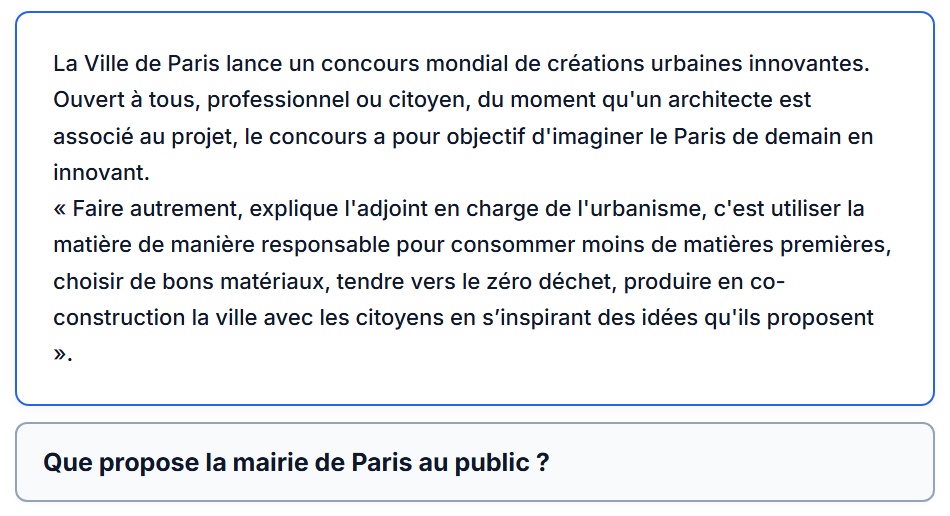 La Ville de Paris lance un concours mondial de créations urbaines innovantes.
Ouvert à tous, professionnel ou citoyen, du moment qu'un architecte est
associé au projet, le concours a pour objectif d'imaginer le Paris de demain en
innovant.
« Faire autrement, explique l'adjoint en charge de l'urbanisme, c'est utiliser la
matière de manière responsable pour consommer moins de matières premières,
choisir de bons matériaux, tendre vers le zéro déchet, produire en co-
construction la ville avec les citoyens en s’inspirant des idées qu'ils proposent
».
Que propose la mairie de Paris au public ?